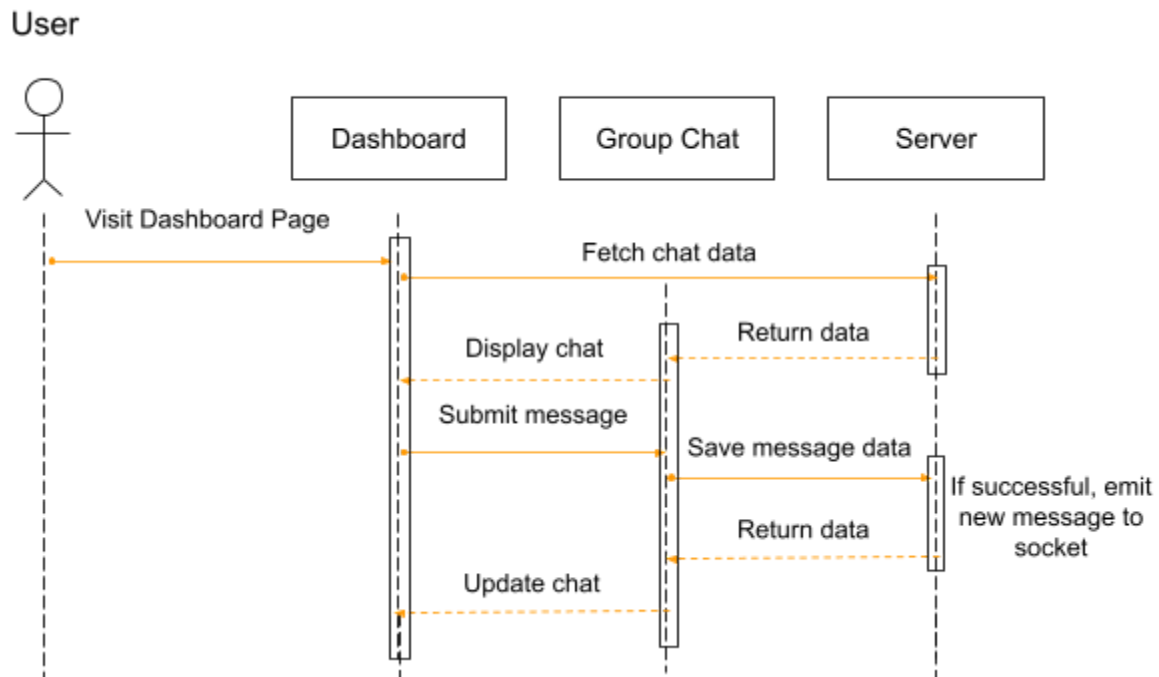 User
Dashboard
Group Chat
Server
Visit Dashboard Page
Fetch chat data
Return data
Display chat
Submit message
Save message data
If successful, emit
new message to
socket
Return data
Update chat